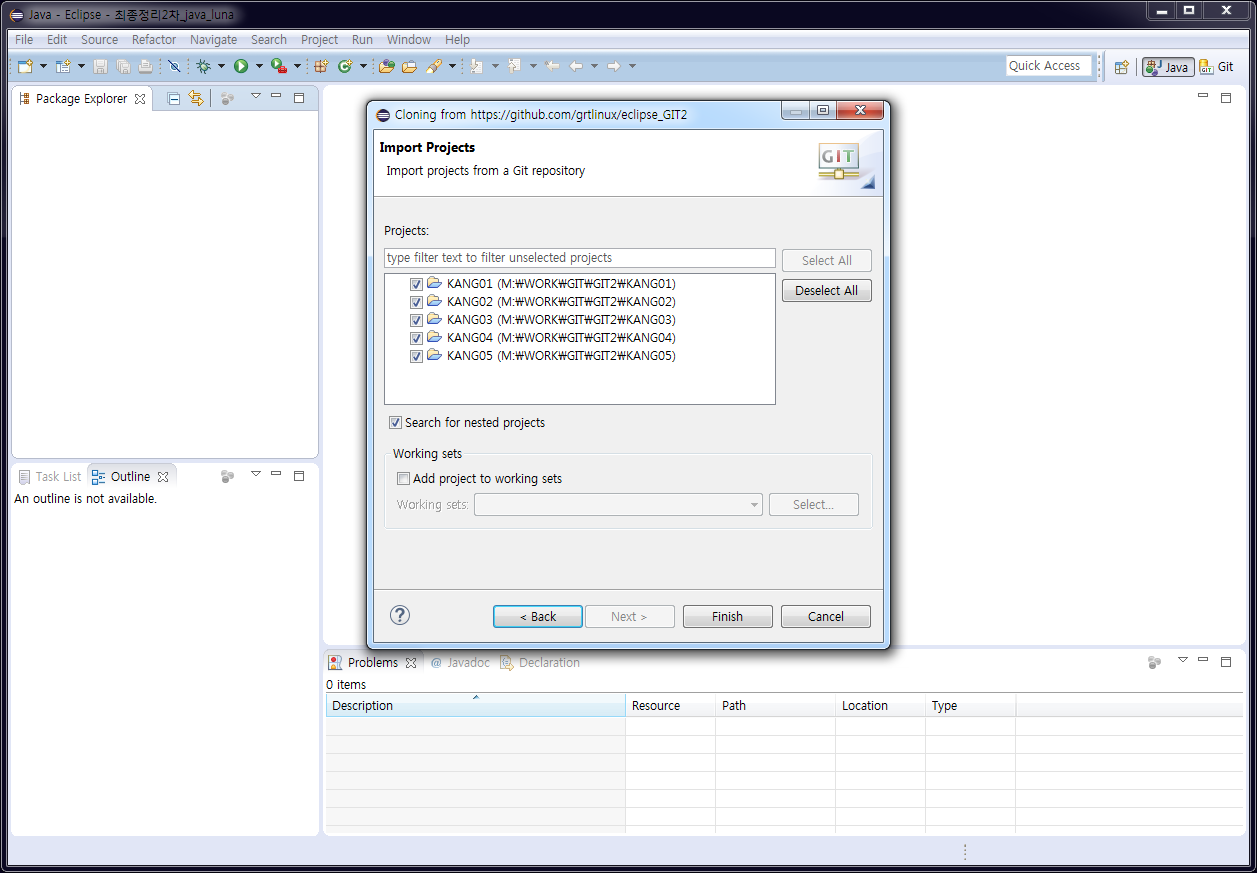 Java - Eclipse - 최종정리2차_java_luna
File Edit Source Refactor Navigate Search Project Run Window Help
Quick Access
Java
Git
Package Explorer
Cloning from https://github.com/grtlinux/eclipse_GIT2
Import Projects
Import projects from a Git repository
GIT
Projects:
type filter text to filter unselected projects
Select All
Deselect All
KANG01 (M:₩WORK₩GIT₩GIT2₩KANG01)
KANG02 (M:₩WORK₩GIT₩GIT2₩KANG02)
KANG03 (M:₩WORK₩GIT₩GIT2₩KANG03)
KANG04 (M:₩WORK₩GIT₩GIT2₩KANG04)
KANG05 (M:₩WORK₩GIT₩GIT2₩KANG05)
Search for nested projects
Working sets
Add project to working sets
Working sets:
Select...
Task List
Outline
An outline is not available.
? < Back Next > Finish Cancel
Problems @ Javadoc Declaration
0 items
Description Resource Path Location Type